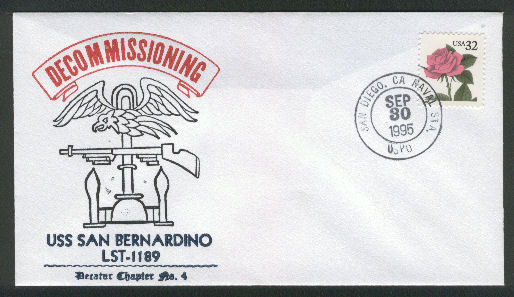 DECOMMISSIONING
USA 32
SAN DIEGO, CA NAVAL STA
SEP
30
1995
USPO
USS SAN BERNARDINO
LST-1189
Decatur Chapter No. 4